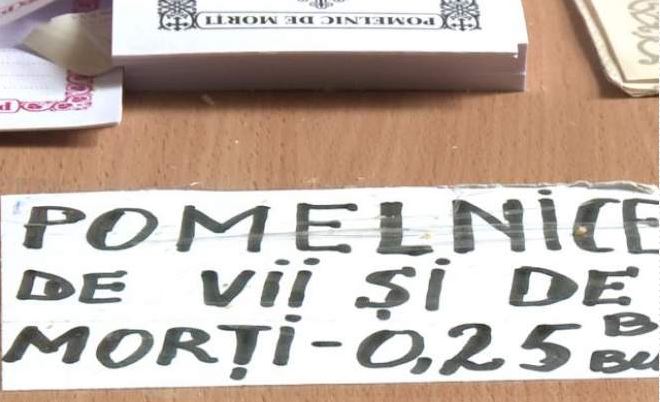 POMELNIC DE MORȚI
POMELNICE
DE Vii ȘI DE
MORȚI-0,25